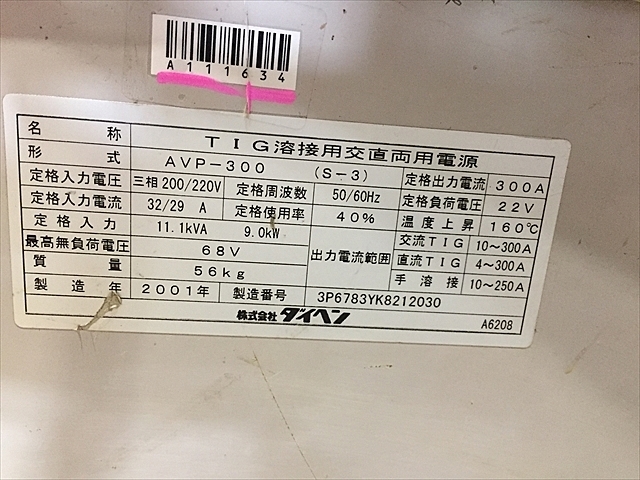 A111634
名称 TIG溶接用交直両用電源
形式 AVP-300 (S-3) 定格出力電流 300A
定格入力電圧 三相200/220V 定格周波数 50/60Hz 定格負荷電圧 22V
定格入力電流 32/29 A 定格使用率 40% 温度上昇 160℃
定格入力 11.1kVA 9.0kW 出力電流範囲 交流TIG 10~300A
最高無負荷電圧 68V 直流TIG 4~300A
質量 56kg 手溶接 10~250A
製造年 2001年 製造番号 3P6783YK8212030
株式会社ダイヘン A6208